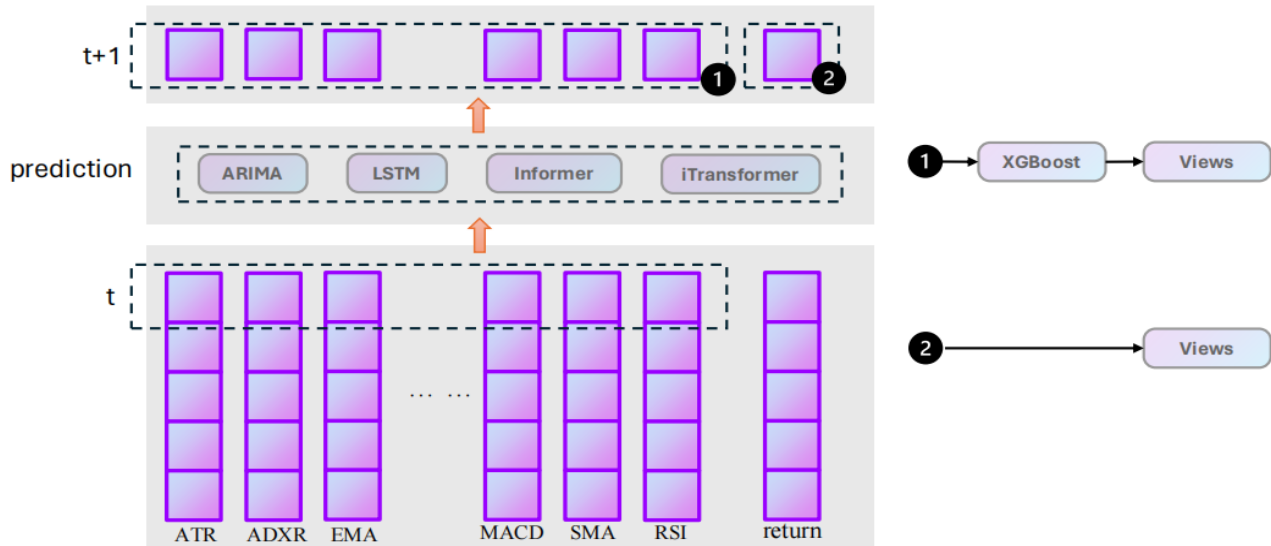 t+1
1
2
prediction
ARIMA
LSTM
Informer
iTransformer
1
XGBoost
Views
t
2
Views
... ...
ATR
ADXR
EMA
MACD
SMA
RSI
return